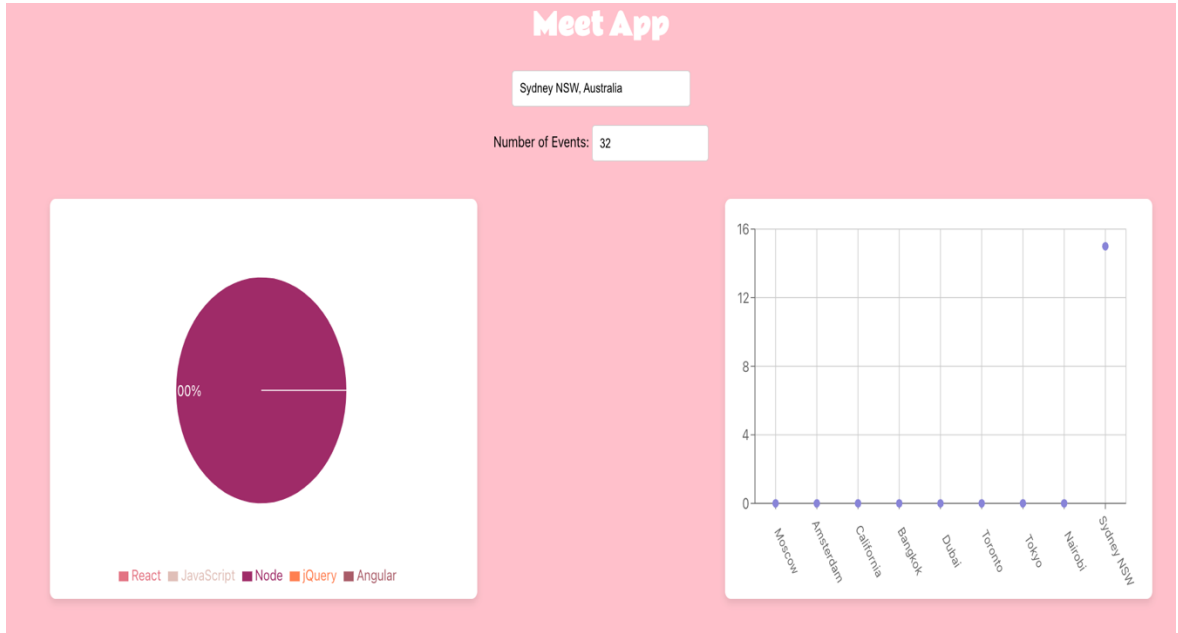 Meet App
Sydney NSW, Australia
Number of Events: 32
00%
React JavaScript Node jQuery Angular
16
12
8
4
0
Moscow
Amsterdam
California
Bangkok
Dubai
Toronto
Tokyo
Nairobi
Sydney NSW